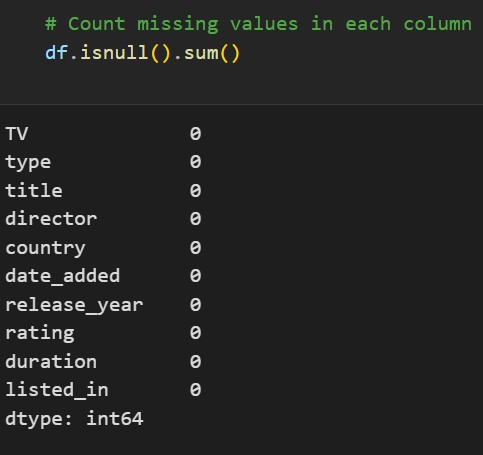 # Count missing values in each column
df.isnull().sum()
TV 0
type 0
title 0
director 0
country 0
date_added 0
release_year 0
rating 0
duration 0
listed_in 0
dtype: int64